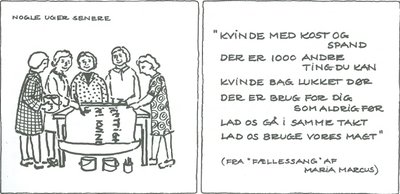 NOGLE UGER SENERE
"KVINDE MED KOST OG
SPAND
DER ER 1000 ANDRE
TING DU KAN
KVINDE BAG LUKKET DØR
DER ER BRUG FOR DIG
SOM ALDRIG FØR
LAD OS GÅ I SAMME TAKT
LAD OS BRUGE VORES MAGT"
(FRA "FÆLLESSANG" AF
MARIA MARCUS)